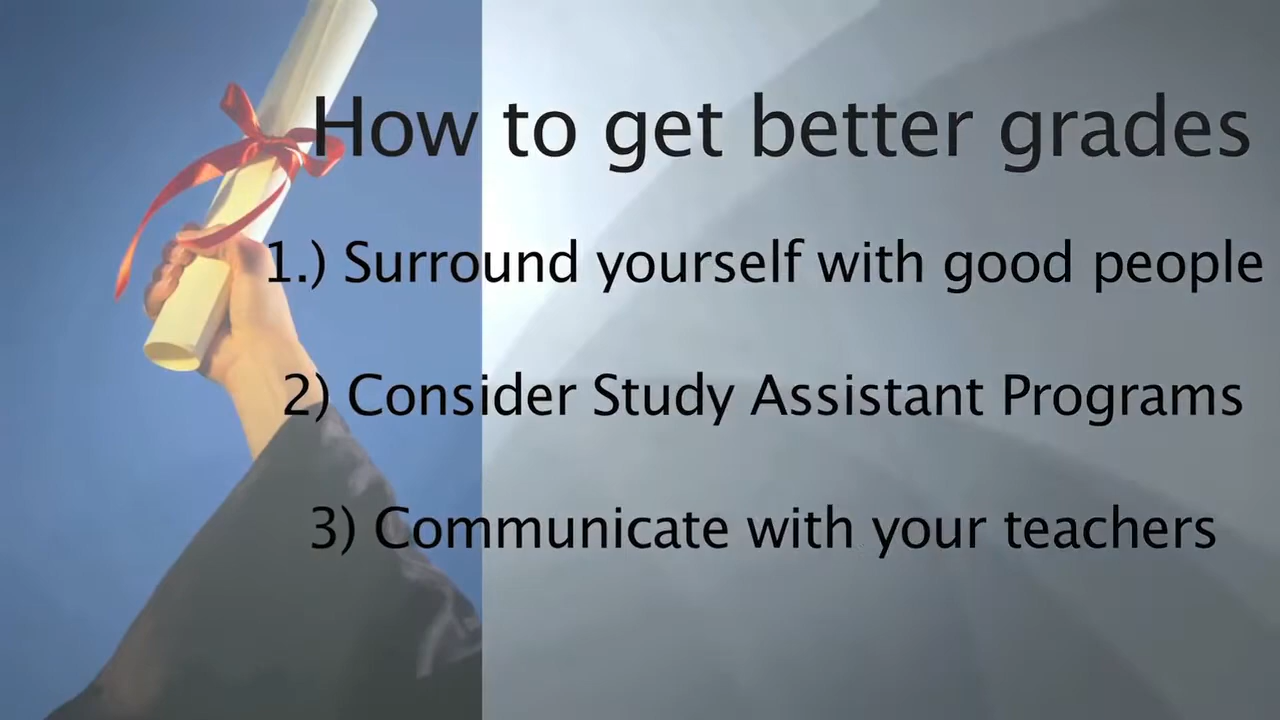 How to get better grades
1.) Surround yourself with good people
2) Consider Study Assistant Programs
3) Communicate with your teachers